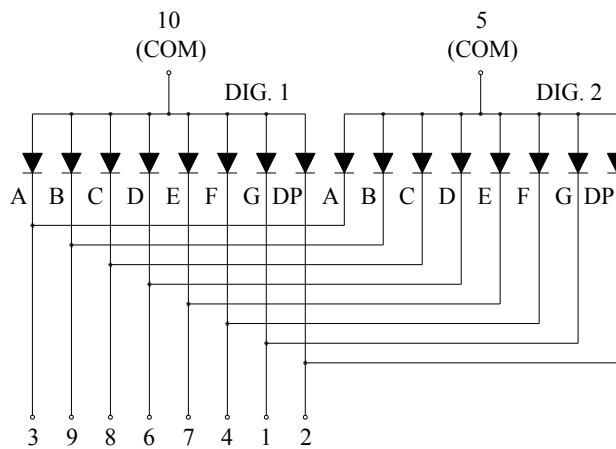 10 5
(COM) (COM)
DIG. 1 DIG. 2
A B C D E F G DP A B C D E F G DP
3 9 8 6 7 4 1 2